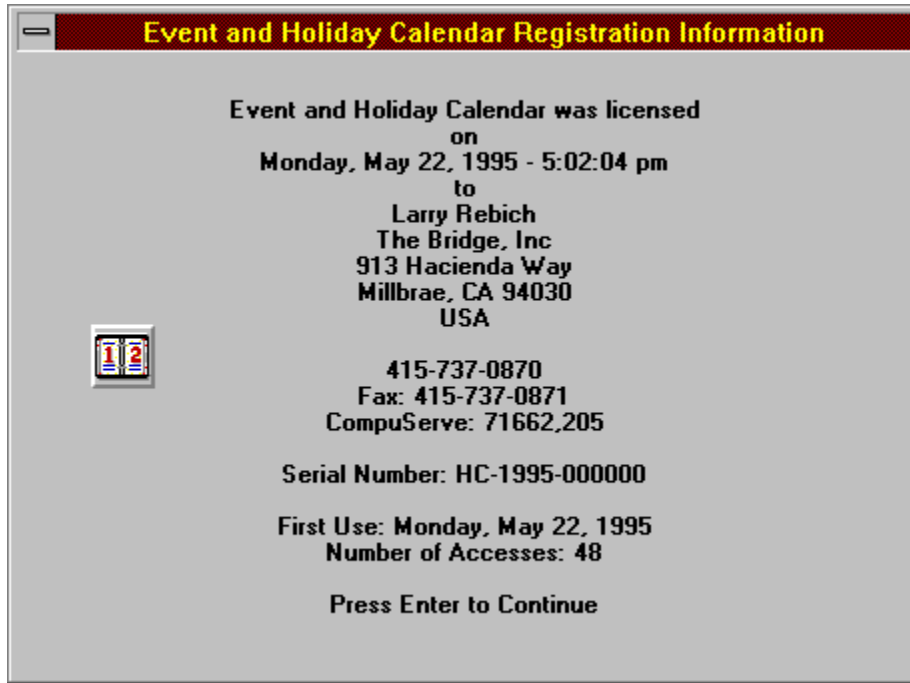 Event and Holiday Calendar Registration Information
Event and Holiday Calendar was licensed
on
Monday, May 22, 1995 - 5:02:04 pm
to
Larry Rebich
The Bridge, Inc
913 Hacienda Way
Millbrae, CA 94030
USA
1 2
415-737-0870
Fax: 415-737-0871
CompuServe: 71662,205
Serial Number: HC-1995-000000
First Use: Monday, May 22, 1995
Number of Accesses: 48
Press Enter to Continue